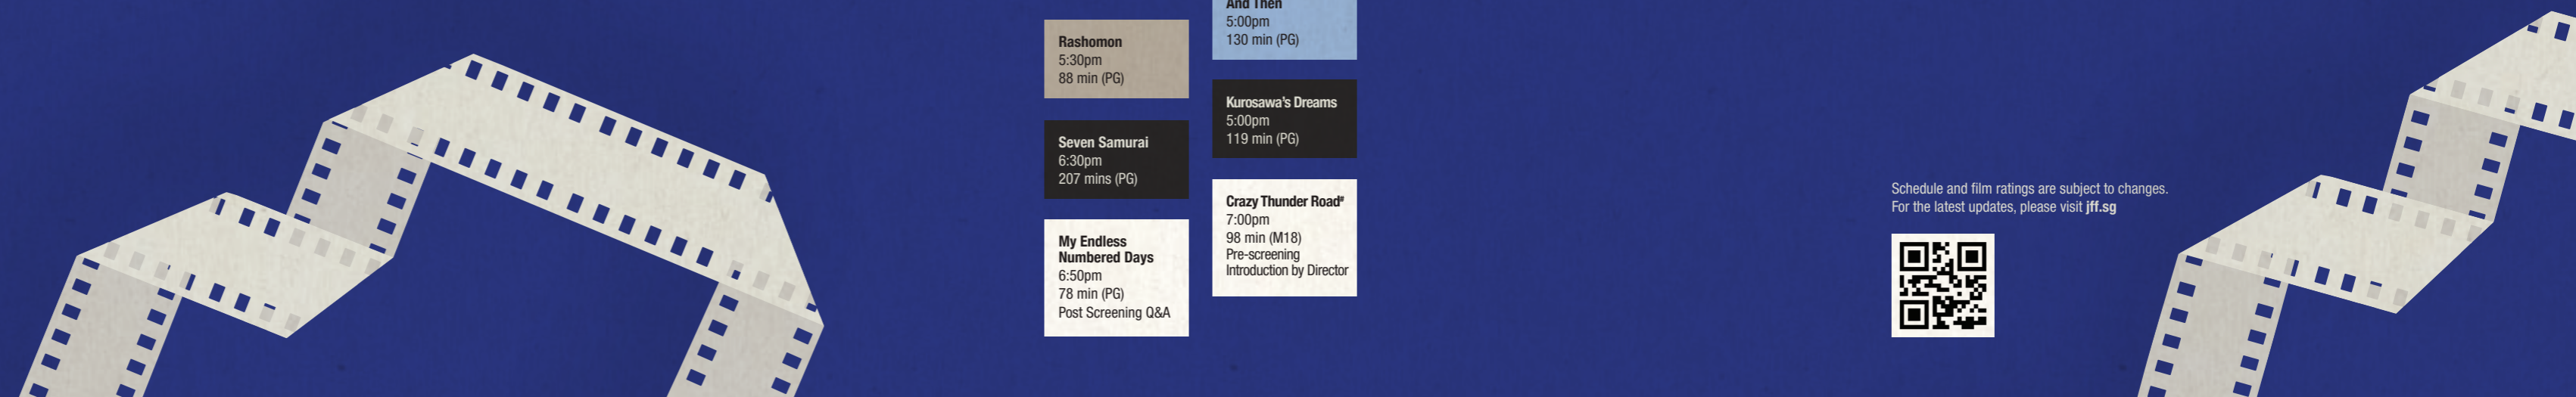 Rashomon
5:30pm
88 min (PG)
Seven Samurai
6:30pm
207 mins (PG)
My Endless
Numbered Days
6:50pm
78 min (PG)
Post Screening Q&A
And Then
5:00pm
130 min (PG)
Kurosawa's Dreams
5:00pm
119 min (PG)
Crazy Thunder Road#
7:00pm
98 min (M18)
Pre-screening
Introduction by Director
Schedule and film ratings are subject to changes.
For the latest updates, please visit jff.sg